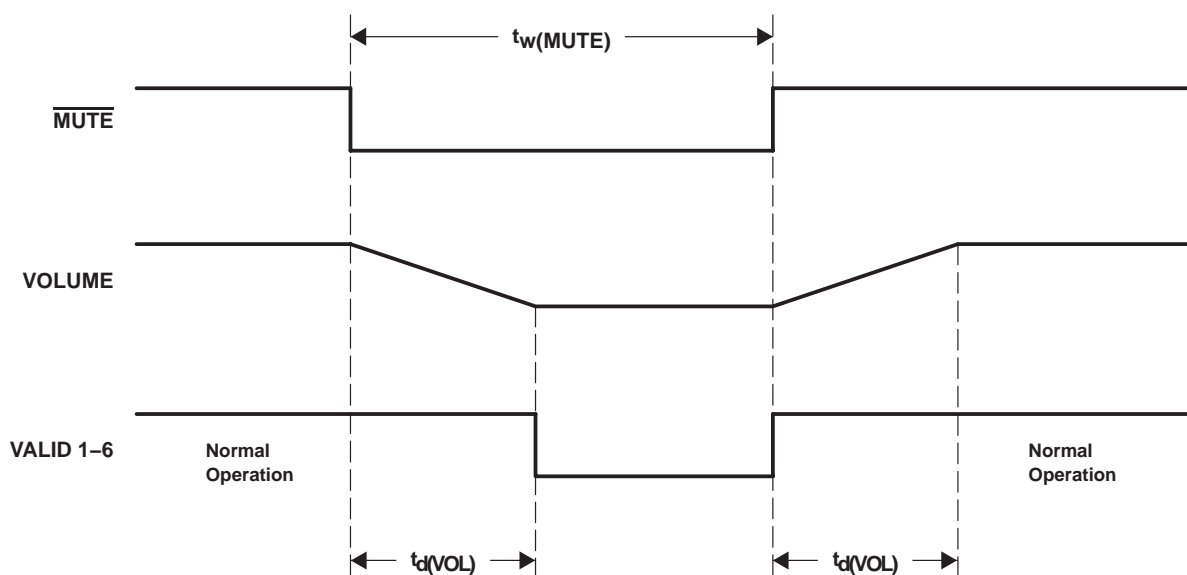 tw(MUTE)
MUTE
VOLUME
VALID 1–6
Normal
Operation
Normal
Operation
td(VOL)
td(VOL)